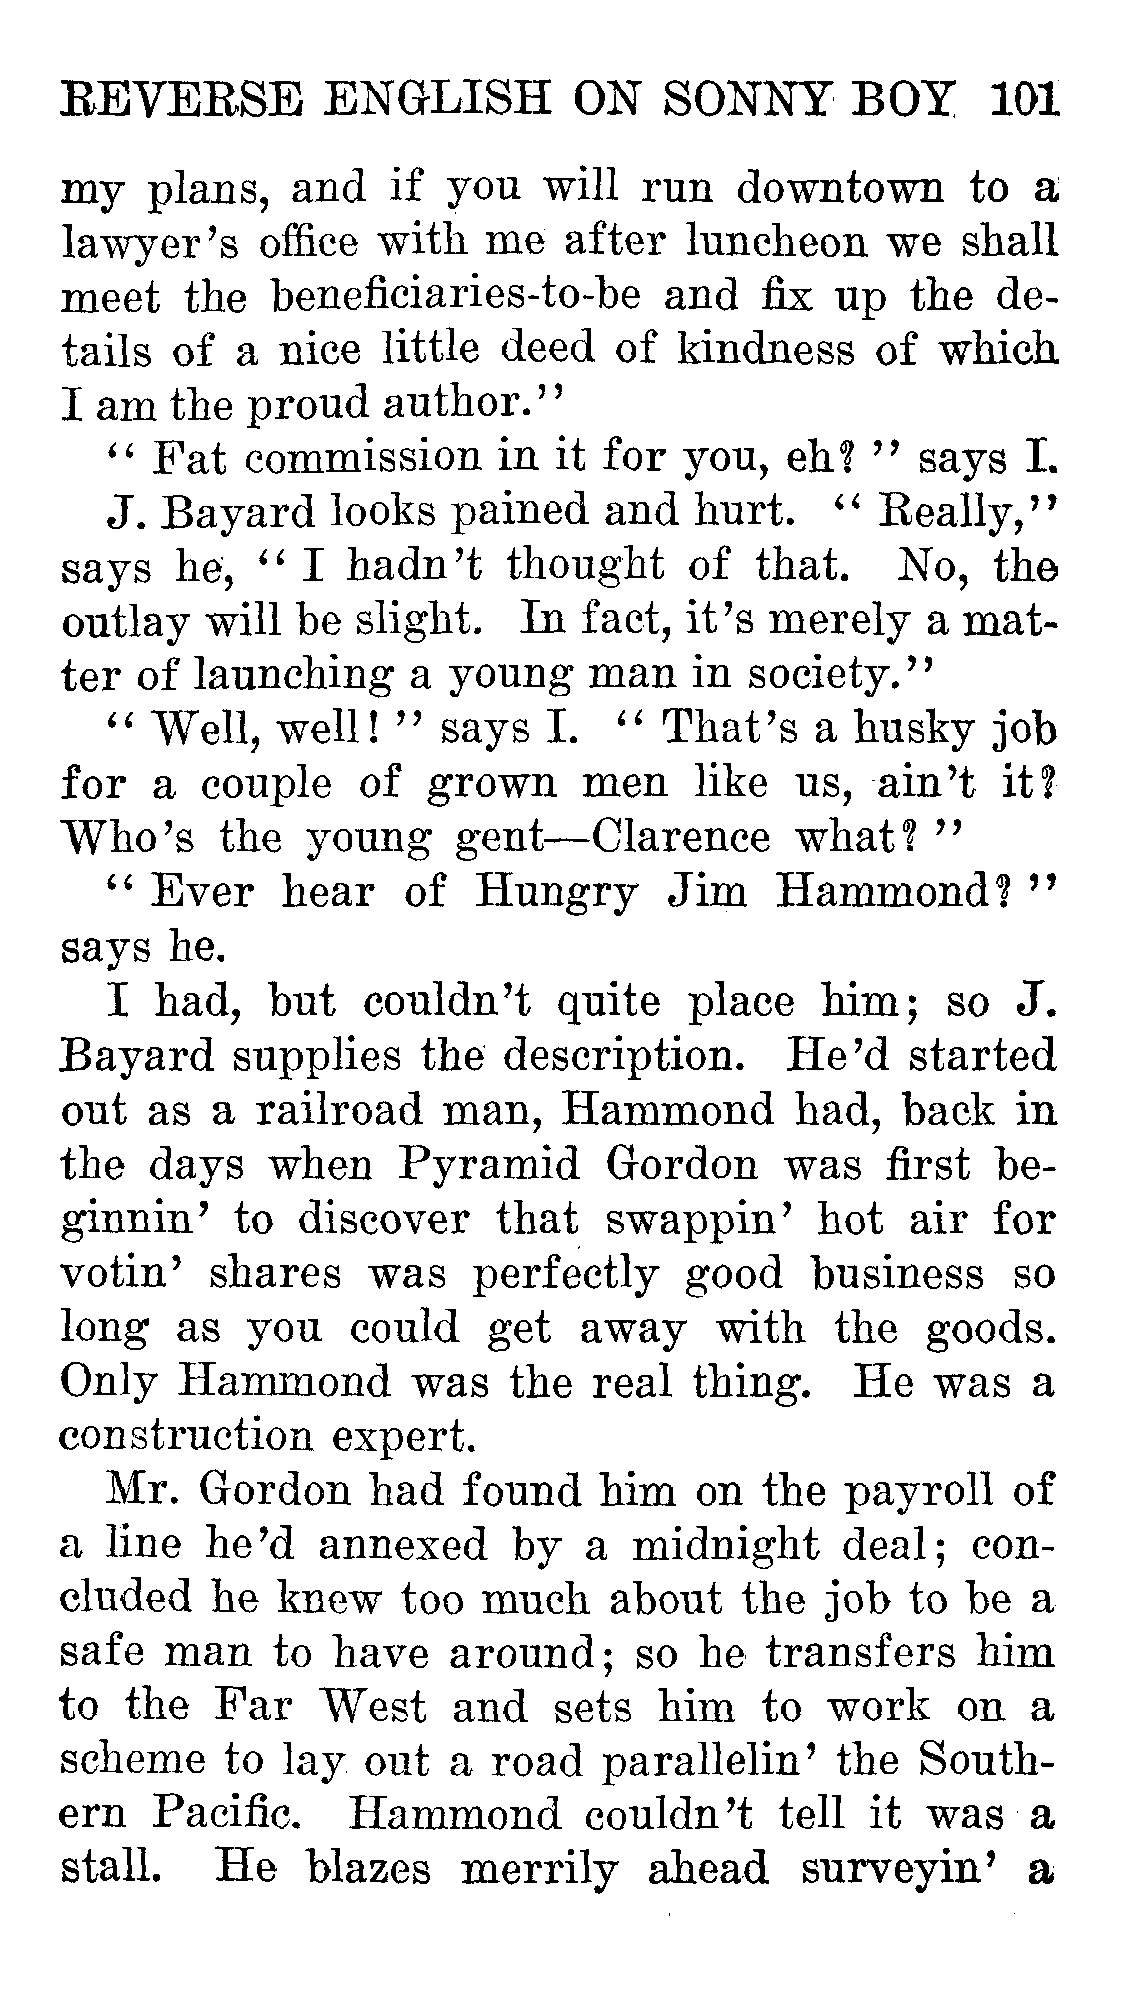 REVERSE ENGLISH ON SONNY BOY 101
my plans, and if you will run downtown to a
lawyer's office with me after luncheon we shall
meet the beneficiaries-to-be and fix up the de-
tails of a nice little deed of kindness of which
I am the proud author."
" Fat commission in it for you, eh? " says I.
J. Bayard looks pained and hurt. " Really,"
says he, " I hadn't thought of that. No, the
outlay will be slight. In fact, it's merely a mat-
ter of launching a young man in society."
" Well, well! " says I. " That's a husky job
for a couple of grown men like us, ain't it?
Who's the young gent—Clarence what? "
" Ever hear of Hungry Jim Hammond? "
says he.
I had, but couldn't quite place him; so J.
Bayard supplies the description. He'd started
out as a railroad man, Hammond had, back in
the days when Pyramid Gordon was first be-
ginnin' to discover that swappin' hot air for
votin' shares was perfectly good business so
long as you could get away with the goods.
Only Hammond was the real thing. He was a
construction expert.
Mr. Gordon had found him on the payroll of
a line he'd annexed by a midnight deal; con-
cluded he knew too much about the job to be a
safe man to have around; so he transfers him
to the Far West and sets him to work on a
scheme to lay out a road parallelin' the South-
ern Pacific. Hammond couldn't tell it was a
stall. He blazes merrily ahead surveyin' a